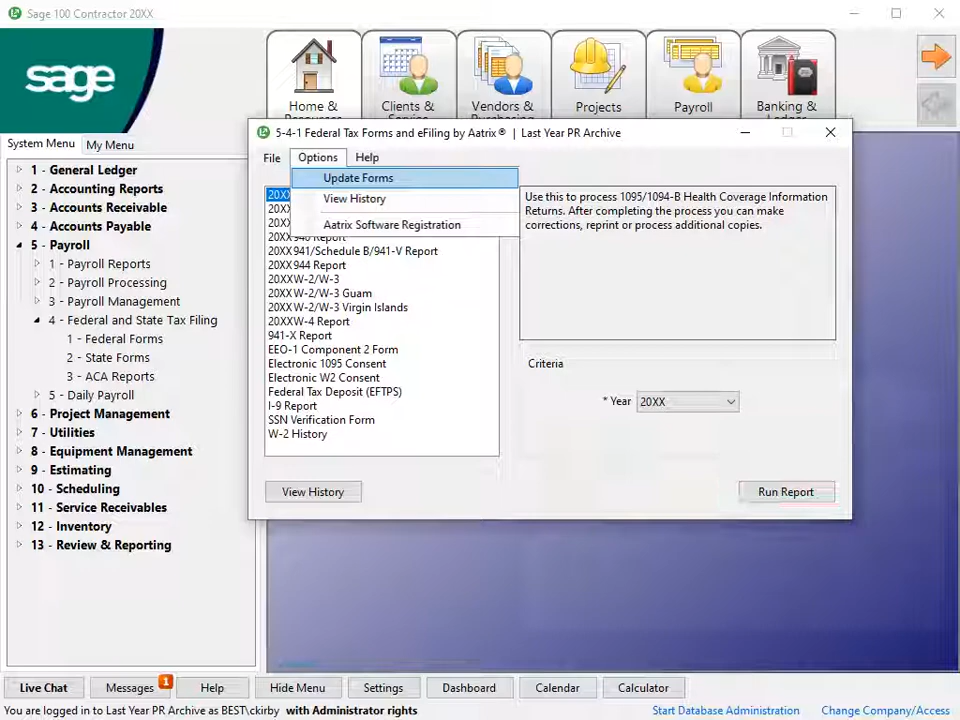 Sage 100 Contractor 20XX
sage
Home &
Clients &
Vendors &
Projects
Payroll
Banking &
System Menu
My Menu
1 - General Ledger
2 - Accounting Reports
3 - Accounts Receivable
4 - Accounts Payable
5 - Payroll
1 - Payroll Reports
2 - Payroll Processing
3 - Payroll Management
4 - Federal and State Tax Filing
1 - Federal Forms
2 - State Forms
3 - ACA Reports
5 - Daily Payroll
6 - Project Management
7 - Utilities
8 - Equipment Management
9 - Estimating
10 - Scheduling
11 - Service Receivables
12 - Inventory
13 - Review & Reporting
5-4-1 Federal Tax Forms and eFiling by Aatrix® | Last Year PR Archive
File
Options
Help
Update Forms
View History
Aatrix Software Registration
20XX
20XX
20XX
20XX 940 Report
20XX 941/Schedule B/941-V Report
20XX 944 Report
20XX W-2/W-3
20XX W-2/W-3 Guam
20XX W-2/W-3 Virgin Islands
20XXW-4 Report
941-X Report
EEO-1 Component 2 Form
Electronic 1095 Consent
Electronic W2 Consent
Federal Tax Deposit (EFTPS)
I-9 Report
SSN Verification Form
W-2 History
Use this to process 1095/1094-B Health Coverage Information
Returns. After completing the process you can make
corrections, reprint or process additional copies.
Criteria
* Year
20XX
View History
Run Report
Live Chat
Messages
1
Help
Hide Menu
Settings
Dashboard
Calendar
Calculator
You are logged in to Last Year PR Archive as BEST\ckirby with Administrator rights
Start Database Administration
Change Company/Access